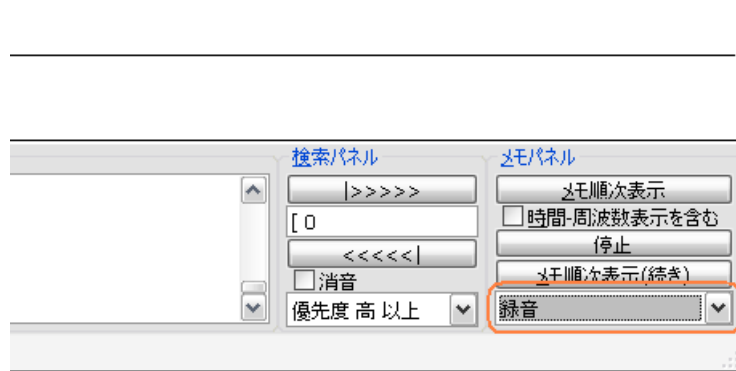 検索パネル
|>>>>>
[ 0
<<<<<|
消音
優先度 高 以上
メモパネル
メモ順次表示
時間-周波数表示を含む
停止
メモ順次表示(続き)
録音